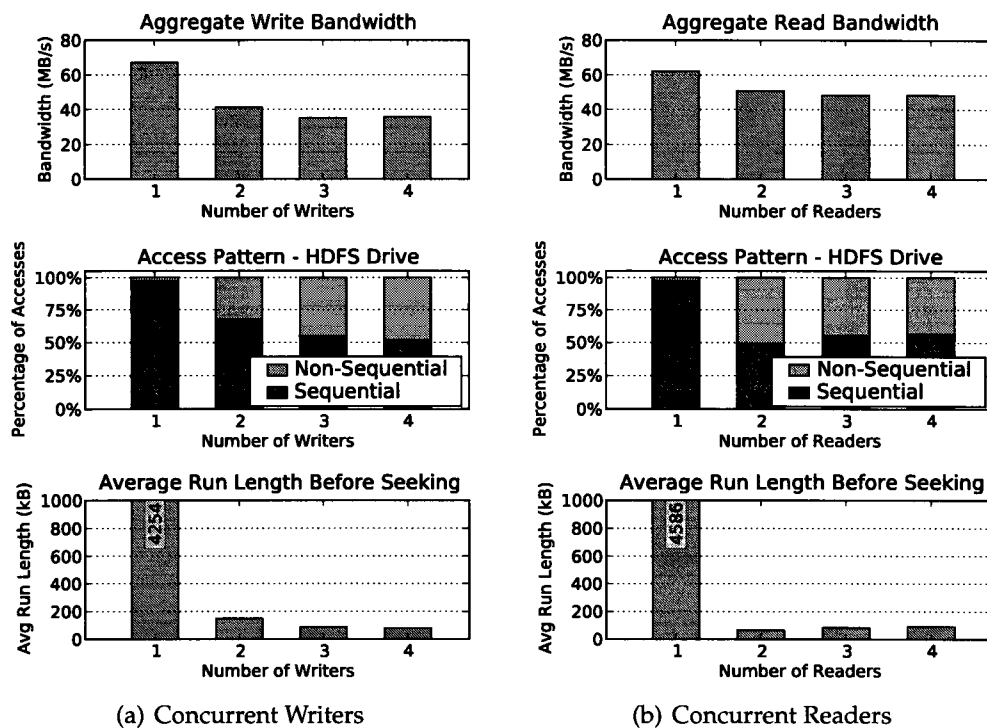 Aggregate Write Bandwidth
Bandwidth (MB/s)
80
60
40
20
0
1 2 3 4
Number of Writers
Access Pattern - HDFS Drive
Percentage of Accesses
100%
75%
50%
25%
0%
Non-Sequential
Sequential
1 2 3 4
Number of Writers
Average Run Length Before Seeking
Avg Run Length (kB)
1000
800
600
400
200
0
4254
1 2 3 4
Number of Writers
(a) Concurrent Writers
Aggregate Read Bandwidth
Bandwidth (MB/s)
80
60
40
20
0
1 2 3 4
Number of Readers
Access Pattern - HDFS Drive
Percentage of Accesses
100%
75%
50%
25%
0%
Non-Sequential
Sequential
1 2 3 4
Number of Readers
Average Run Length Before Seeking
Avg Run Length (kB)
1000
800
600
400
200
0
4586
1 2 3 4
Number of Readers
(b) Concurrent Readers